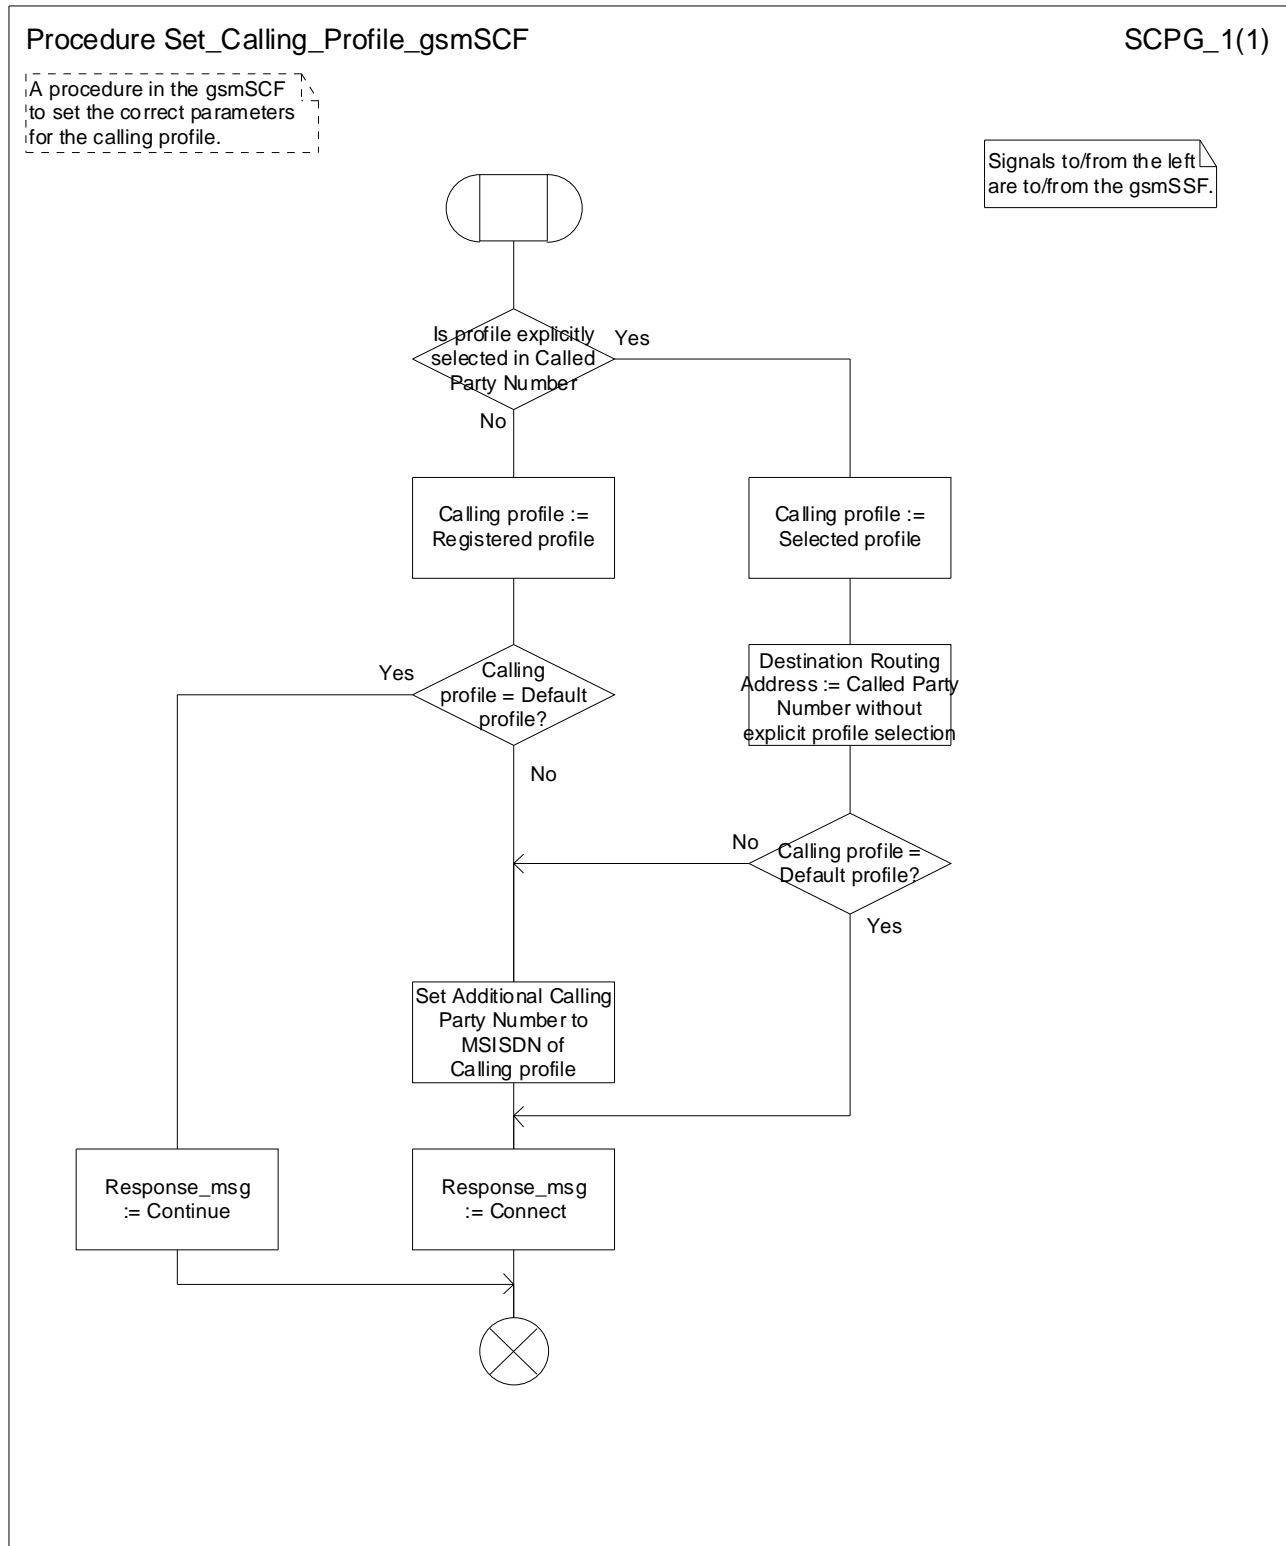 Procedure Set_Calling_Profile_gsmSCF
SCPG_1(1)
A procedure in the gsmSCF
to set the correct parameters
for the calling profile.
Signals to/from the left
are to/from the gsmSSF.
Is profile explicitly
selected in Called
Party Number
Yes
No
Calling profile :=
Registered profile
Calling profile :=
Selected profile
Yes
Calling
profile = Default
profile?
No
Destination Routing
Address := Called Party
Number without
explicit profile selection
No
Calling profile =
Default profile?
Yes
Set Additional Calling
Party Number to
MSISDN of
Calling profile
Response_msg
:= Continue
Response_msg
:= Connect